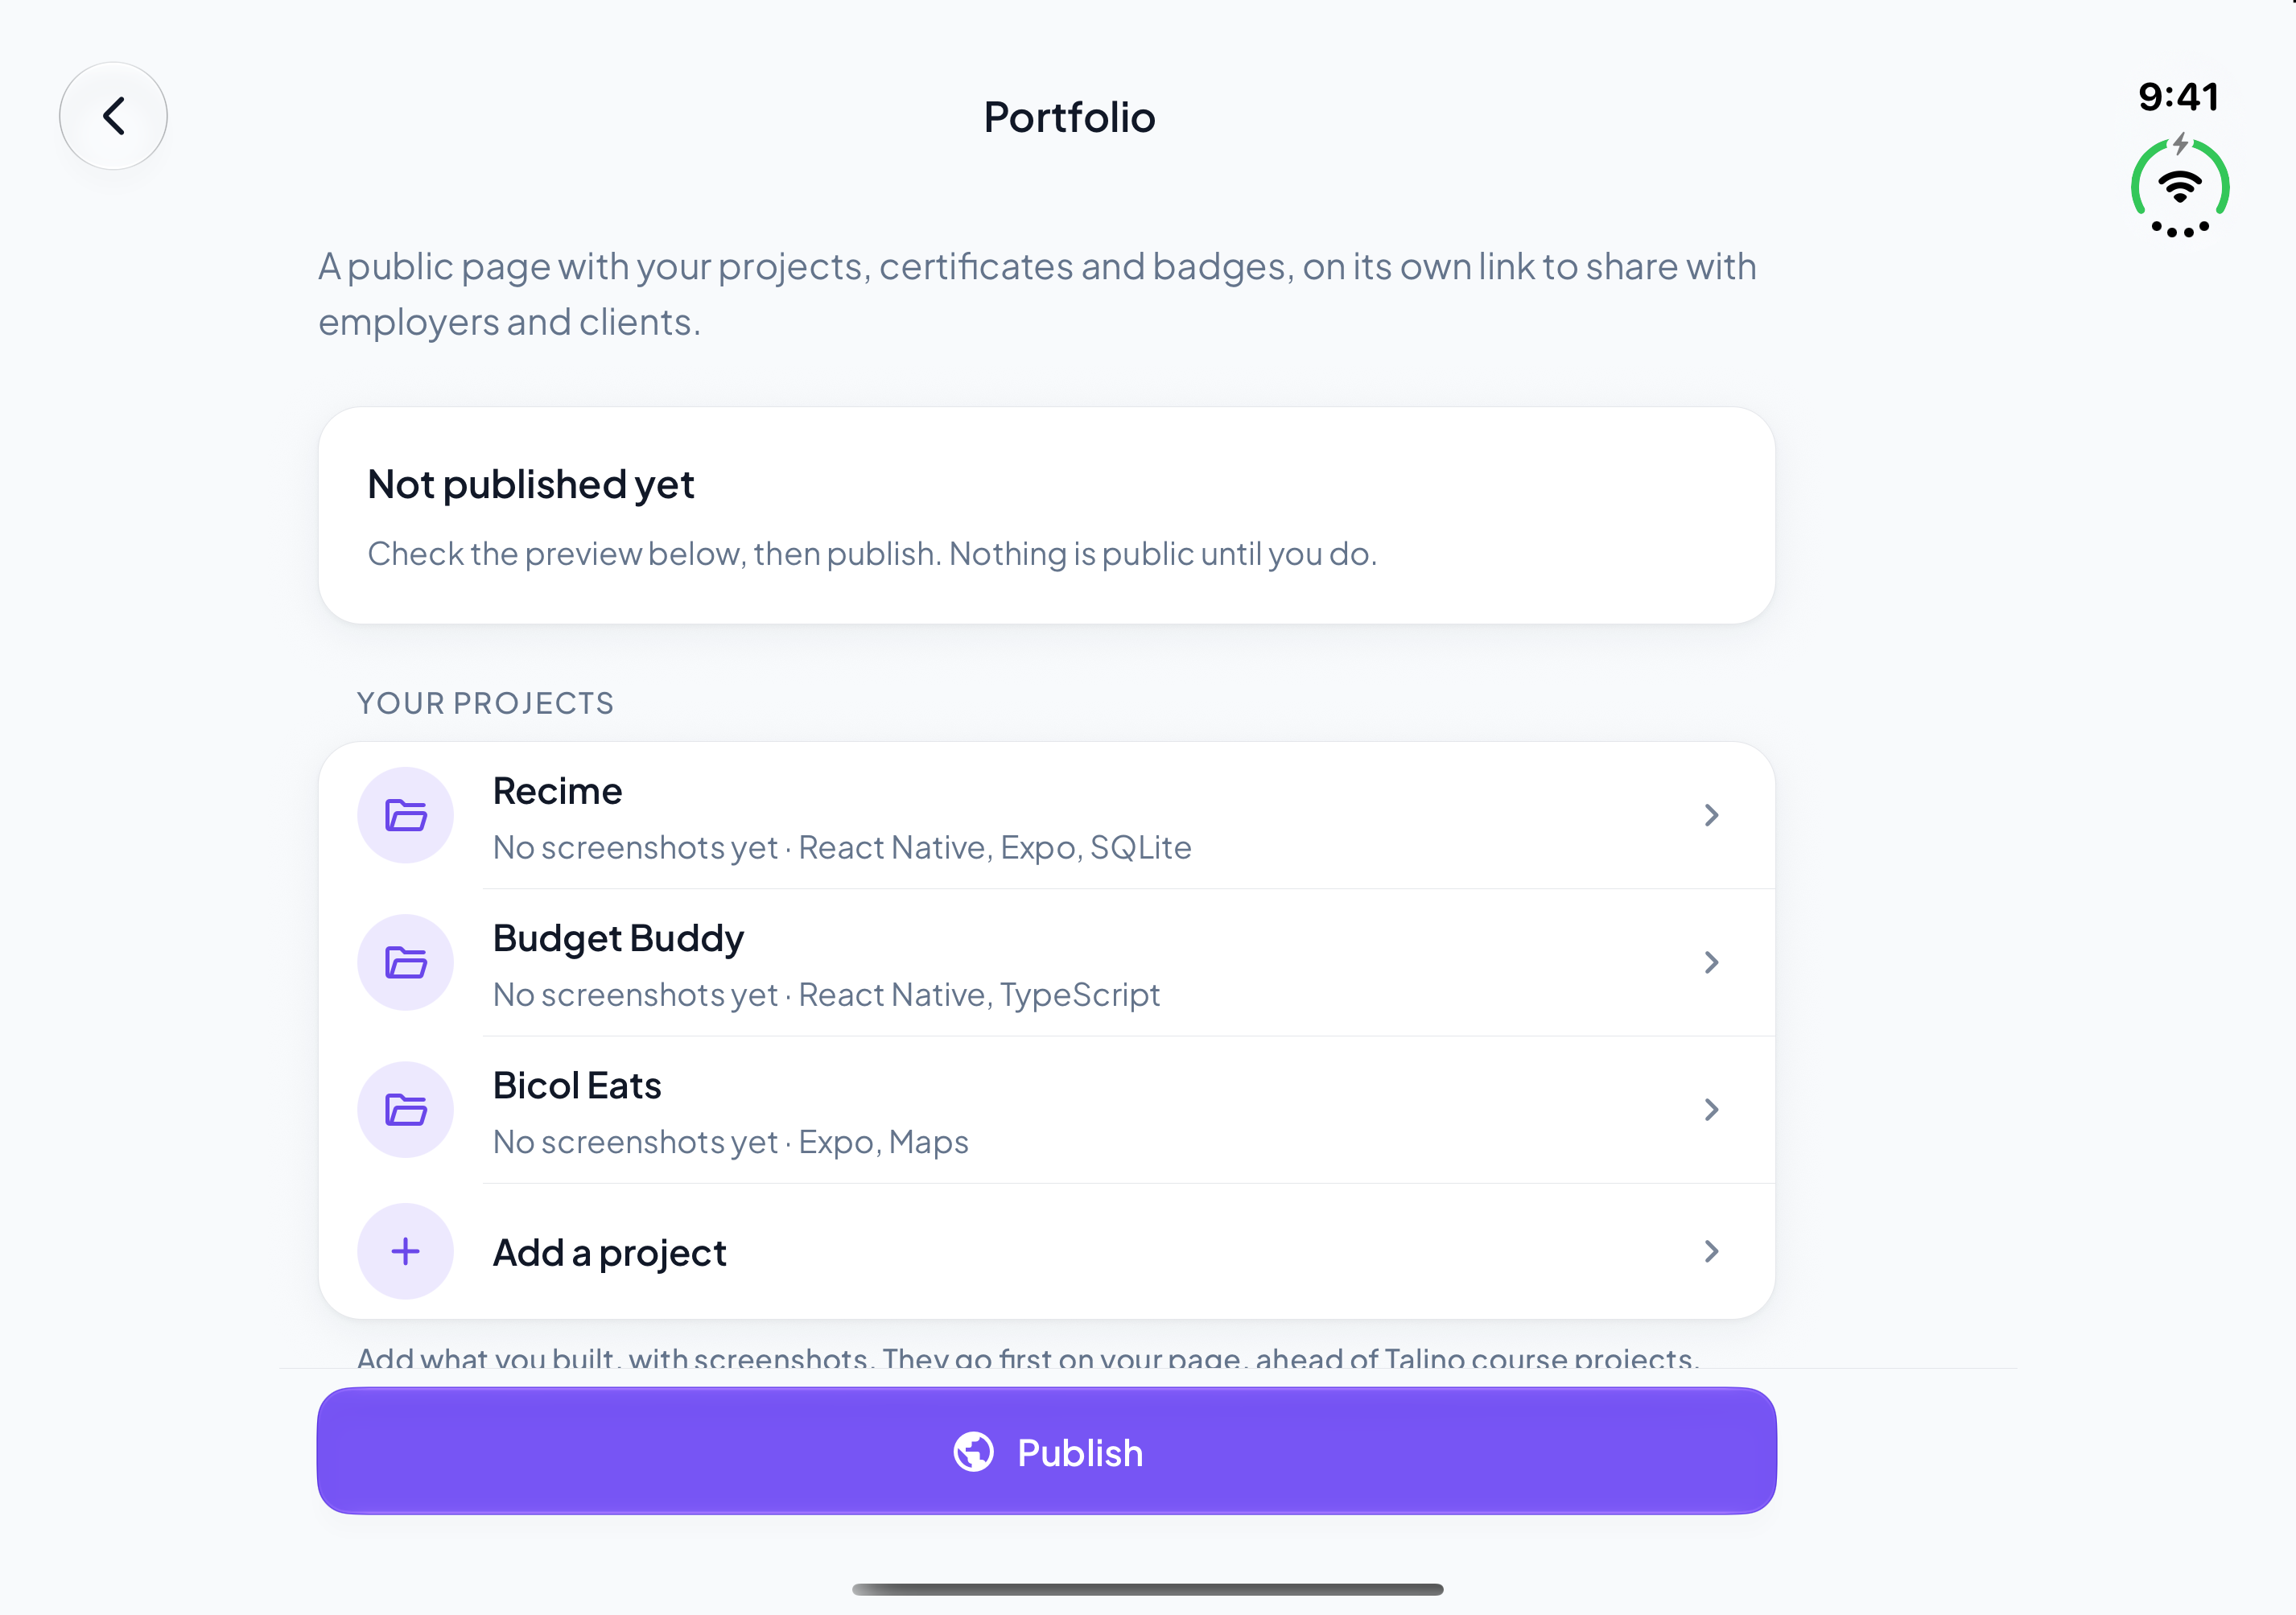 Portfolio
9:41
A public page with your projects, certificates and badges, on its own link to share with
employers and clients.
Not published yet
Check the preview below, then publish. Nothing is public until you do.
YOUR PROJECTS
Recime
No screenshots yet · React Native, Expo, SQLite
Budget Buddy
No screenshots yet · React Native, TypeScript
Bicol Eats
No screenshots yet · Expo, Maps
Add a project
Add what you built, with screenshots. They go first on your page, ahead of Talino course projects.
Publish